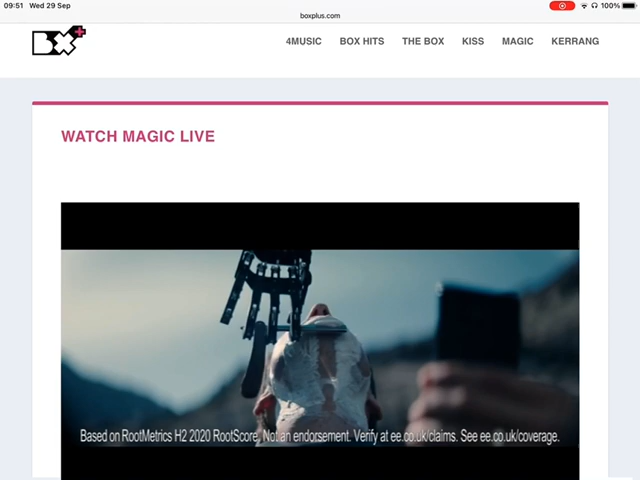 09:51 Wed 29 Sep 100%
boxplus.com
BX+
4MUSIC BOX HITS THE BOX KISS MAGIC KERRANG
WATCH MAGIC LIVE
Based on RootMetrics H2 2020 RootScore. Not an endorsement. Verify at ee.co.uk/claims. See ee.co.uk/coverage.